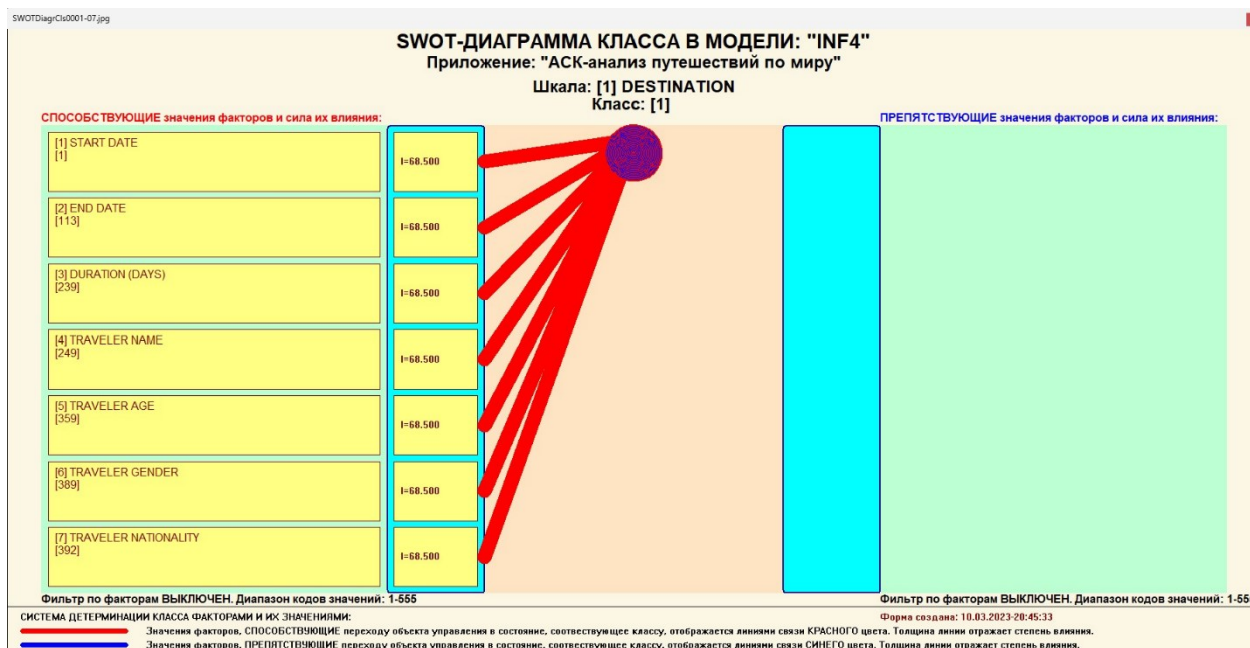 SWOTDiagrCls0001-07.jpg
SWOT-ДИАГРАММА КЛАССА В МОДЕЛИ: "INF4"
Приложение: "АСК-анализ путешествий по миру"
Шкала: [1] DESTINATION
Класс: [1]
СПОСОБСТВУЮЩИЕ значения факторов и сила их влияния:
ПРЕПЯТСТВУЮЩИЕ значения факторов и сила их влияния:
[1] START DATE
[1]
I=68.500
[2] END DATE
[113]
I=68.500
[3] DURATION (DAYS)
[239]
I=68.500
[4] TRAVELER NAME
[249]
I=68.500
[5] TRAVELER AGE
[359]
I=68.500
[6] TRAVELER GENDER
[389]
I=68.500
[7] TRAVELER NATIONALITY
[392]
I=68.500
Фильтр по факторам ВЫКЛЮЧЕН. Диапазон кодов значений: 1-555
Фильтр по факторам ВЫКЛЮЧЕН. Диапазон кодов значений: 1-555
СИСТЕМА ДЕТЕРМИНАЦИИ КЛАССА ФАКТОРАМИ И ИХ ЗНАЧЕНИЯМИ:
Форма создана: 10.03.2023-20:45:33
Значения факторов, СПОСОБСТВУЮЩИЕ переходу объекта управления в состояние, соотвествующее классу, отображается линиями связи КРАСНОГО цвета. Толщина линии отражает степень влияния.
Значения факторов, ПРЕПЯТСТВУЮЩИЕ переходу объекта управления в состояние, соотвествующее классу, отображается линиями связи СИНЕГО цвета. Толщина линии отражает степень влияния.